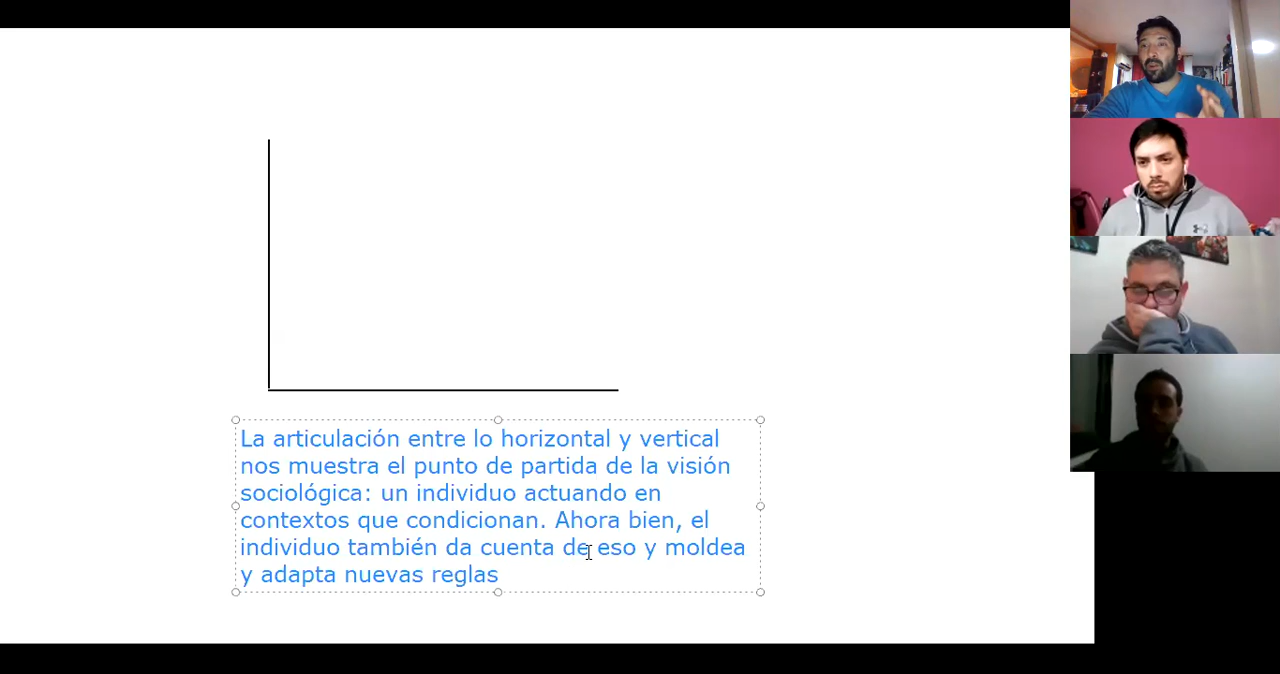 La articulación entre lo horizontal y vertical
nos muestra el punto de partida de la visión
sociológica: un individuo actuando en
contextos que condicionan. Ahora bien, el
individuo también da cuenta de eso y moldea
y adapta nuevas reglas